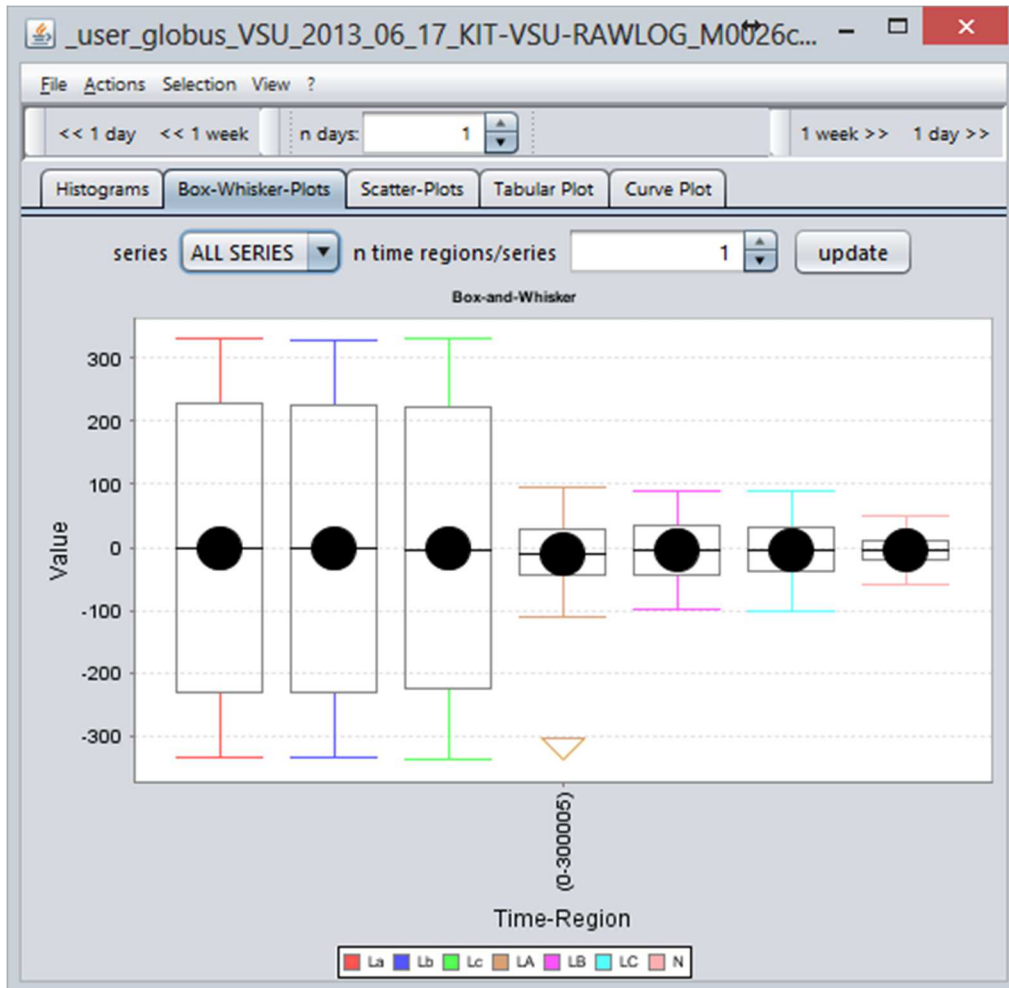 _user_globus_VSU_2013_06_17_KIT-VSU-RAWLOG_M0026c...
File Actions Selection View ?
<< 1 day << 1 week n days: 1 1 week >> 1 day >>
Histograms Box-Whisker-Plots Scatter-Plots Tabular Plot Curve Plot
series ALL SERIES n time regions/series 1 update
Box-and-Whisker
300
200
100
0
-100
-200
-300
Value
(0-300005)
Time-Region
La Lb Lc LA LB LC N